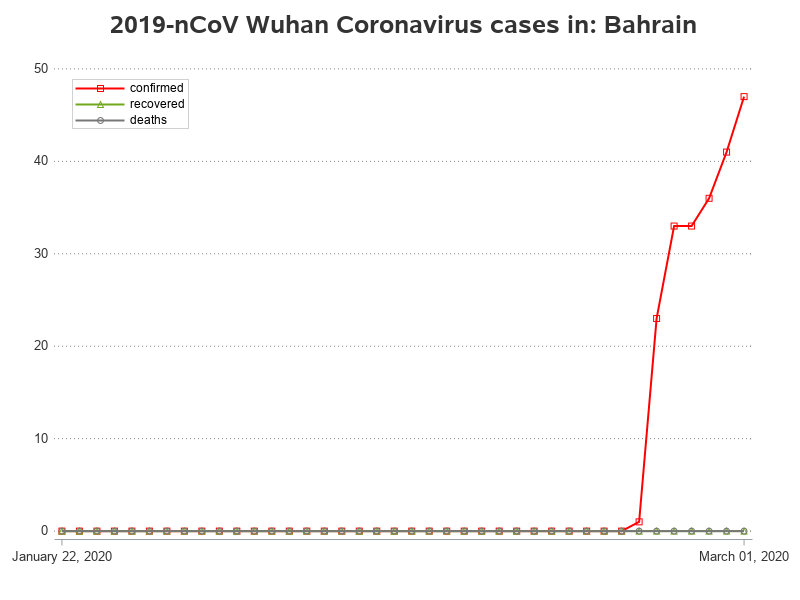 2019-nCoV Wuhan Coronavirus cases in: Bahrain
50
confirmed
recovered
deaths
40
30
20
10
0
January 22, 2020
March 01, 2020